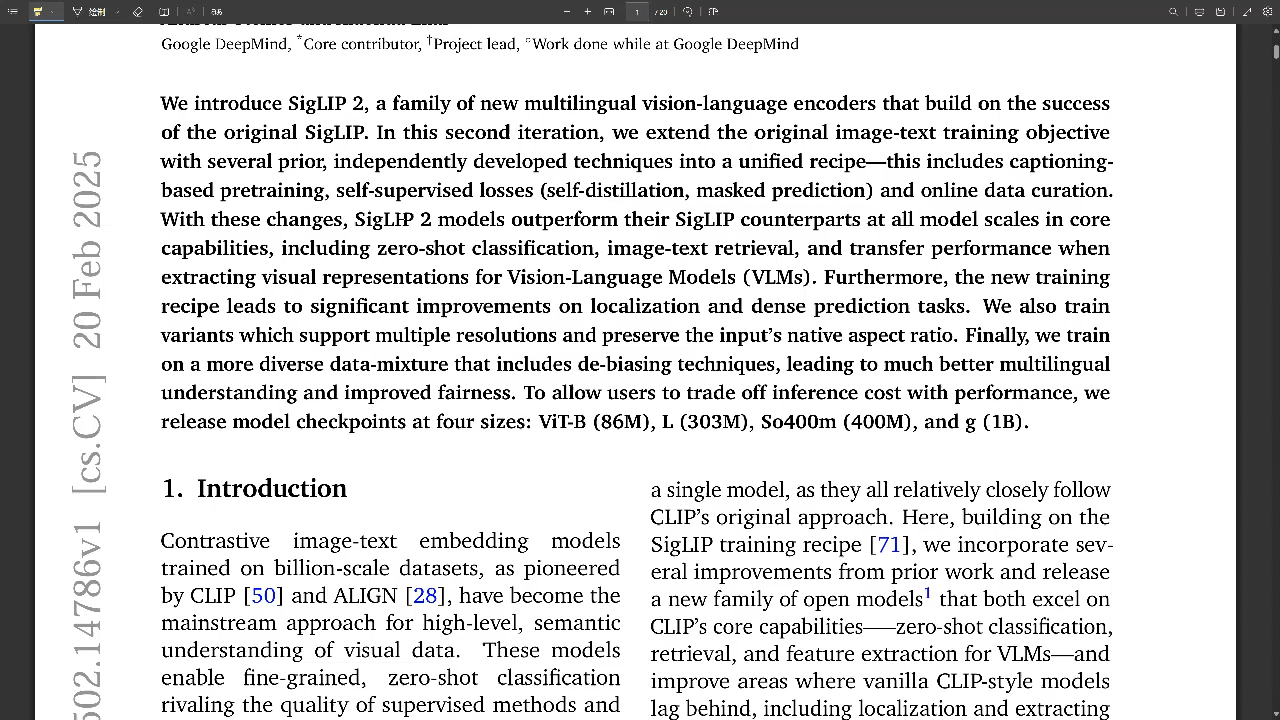 1 / 20
Google DeepMind, *Core contributor, †Project lead, °Work done while at Google DeepMind
We introduce SigLIP 2, a family of new multilingual vision-language encoders that build on the success
of the original SigLIP. In this second iteration, we extend the original image-text training objective
with several prior, independently developed techniques into a unified recipe—this includes captioning-
based pretraining, self-supervised losses (self-distillation, masked prediction) and online data curation.
With these changes, SigLIP 2 models outperform their SigLIP counterparts at all model scales in core
capabilities, including zero-shot classification, image-text retrieval, and transfer performance when
extracting visual representations for Vision-Language Models (VLMs). Furthermore, the new training
recipe leads to significant improvements on localization and dense prediction tasks. We also train
variants which support multiple resolutions and preserve the input's native aspect ratio. Finally, we train
on a more diverse data-mixture that includes de-biasing techniques, leading to much better multilingual
understanding and improved fairness. To allow users to trade off inference cost with performance, we
release model checkpoints at four sizes: ViT-B (86M), L (303M), So400m (400M), and g (1B).
502.14786v1 [cs.CV] 20 Feb 2025
1. Introduction
Contrastive image-text embedding models
trained on billion-scale datasets, as pioneered
by CLIP [50] and ALIGN [28], have become the
mainstream approach for high-level, semantic
understanding of visual data. These models
enable fine-grained, zero-shot classification
rivaling the quality of supervised methods and
a single model, as they all relatively closely follow
CLIP's original approach. Here, building on the
SigLIP training recipe [71], we incorporate sev-
eral improvements from prior work and release
a new family of open models1 that both excel on
CLIP's core capabilities——zero-shot classification,
retrieval, and feature extraction for VLMs—and
improve areas where vanilla CLIP-style models
lag behind, including localization and extracting